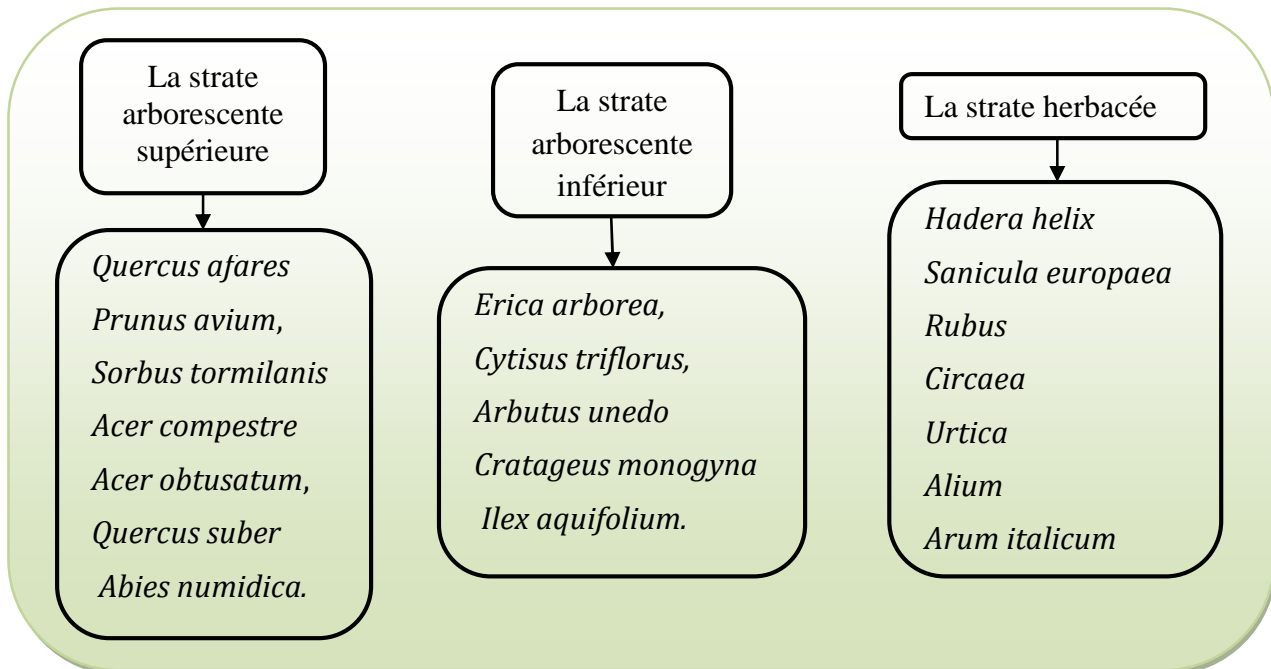 La strate
arborescente
supérieure
Quercus afares
Prunus avium,
Sorbus tormilanis
Acer compestre
Acer obtusatum,
Quercus suber
Abies numidica.
La strate
arborescente
inférieur
Erica arborea,
Cytisus triflorus,
Arbutus unedo
Cratageus monogyna
Ilex aquifolium.
La strate herbacée
Hadera helix
Sanicula europaea
Rubus
Circaea
Urtica
Alium
Arum italicum